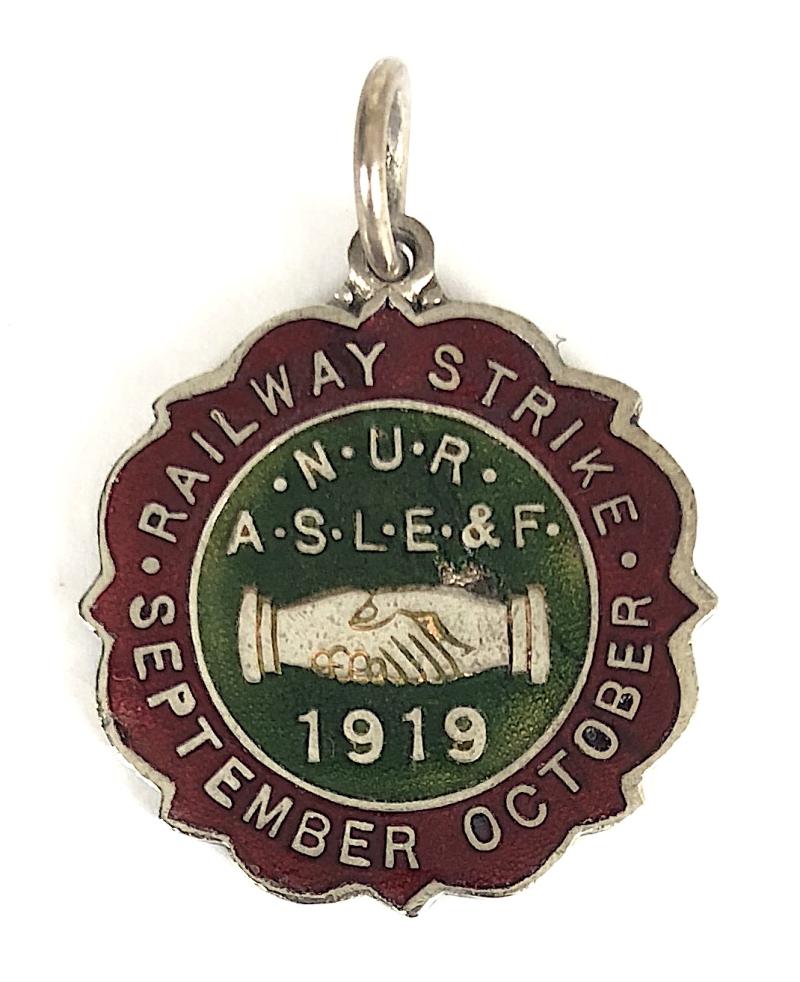 ·RAILWAY STRIKE·
·N·U·R·
A·S·L·E·&F·
1919
SEPTEMBER OCTOBER